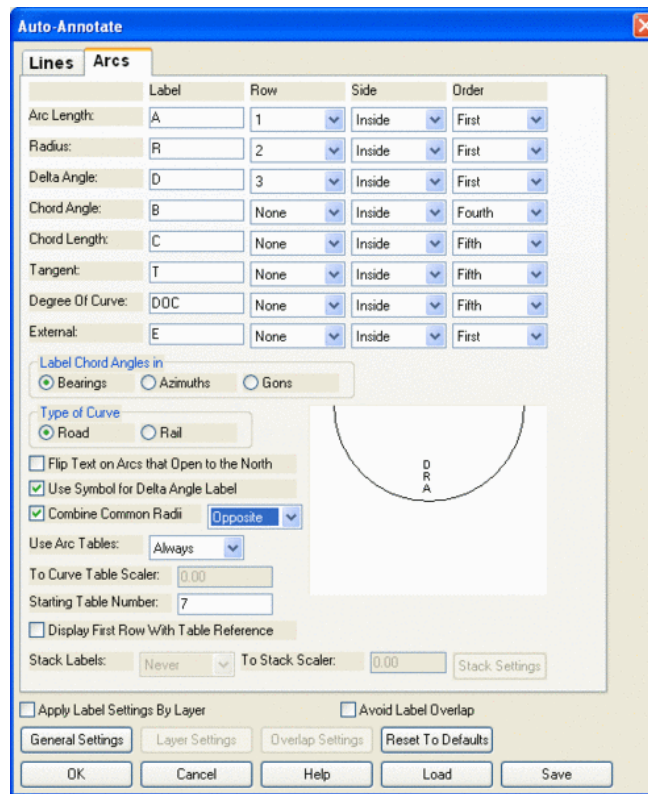 Auto-Annotate
Lines Arcs
Label Row Side Order
Arc Length: A 1 Inside First
Radius: R 2 Inside First
Delta Angle: D 3 Inside First
Chord Angle: B None Inside Fourth
Chord Length: C None Inside Fifth
Tangent: T None Inside Fifth
Degree Of Curve: DOC None Inside Fifth
External: E None Inside First
Label Chord Angles in
Bearings Azimuths Gons
Type of Curve
Road Rail
Flip Text on Arcs that Open to the North
D
R
A
Use Symbol for Delta Angle Label
Combine Common Radii Opposite
Use Arc Tables: Always
To Curve Table Scaler: 0.00
Starting Table Number: 7
Display First Row With Table Reference
Stack Labels: Never To Stack Scaler: 0.00 Stack Settings
Apply Label Settings By Layer Avoid Label Overlap
General Settings Layer Settings Overlap Settings Reset To Defaults
OK Cancel Help Load Save